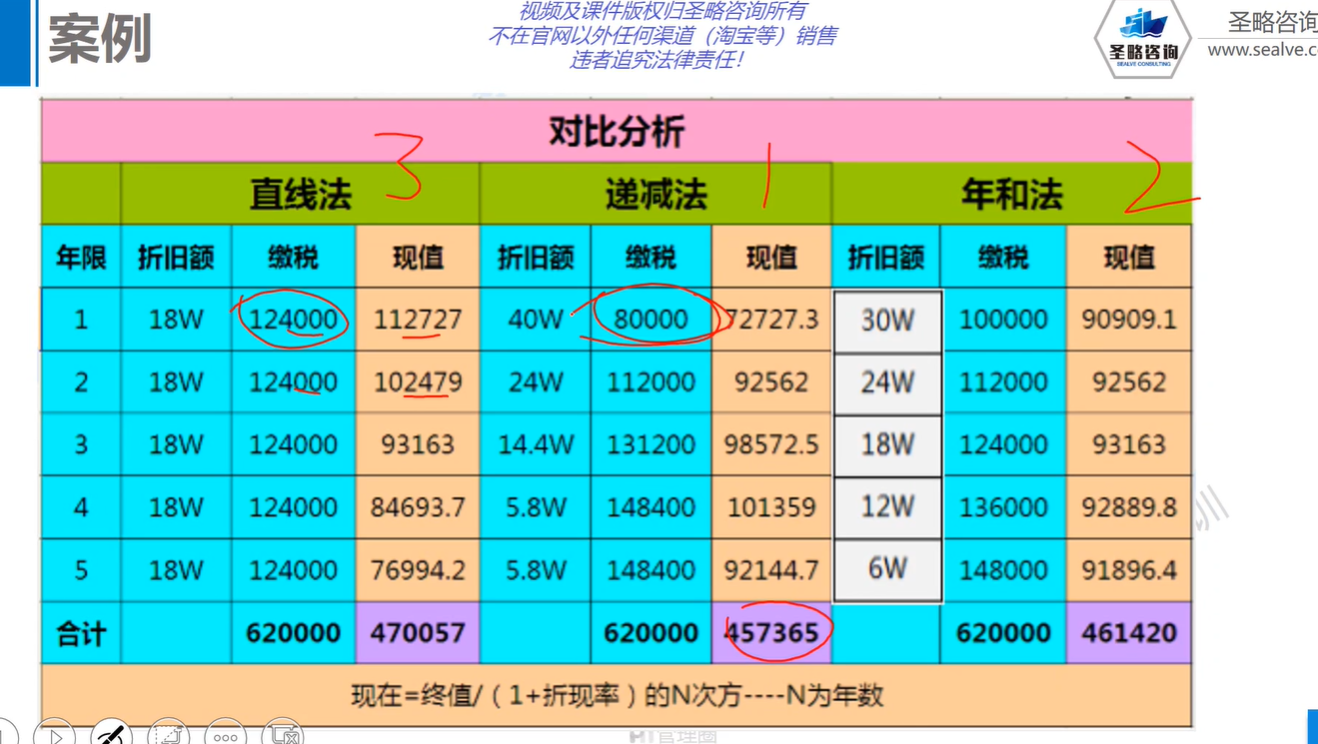 案例
视频及课件版权归圣略咨询所有
不在官网以外任何渠道（淘宝等）销售
违者追究法律责任！
圣略咨询
SEALVE CONSULTING
圣略咨询
www.sealve.c
对比分析
3
1
2
直线法 递减法 年和法
年限 折旧额 缴税 现值 折旧额 缴税 现值 折旧额 缴税 现值
1 18W 124000 112727 40W 80000 72727.3 30W 100000 90909.1
2 18W 124000 102479 24W 112000 92562 24W 112000 92562
3 18W 124000 93163 14.4W 131200 98572.5 18W 124000 93163
4 18W 124000 84693.7 5.8W 148400 101359 12W 136000 92889.8
5 18W 124000 76994.2 5.8W 148400 92144.7 6W 148000 91896.4
合计 620000 470057 620000 457365 620000 461420
现在=终值/（1+折现率）的N次方----N为年数
训
管理圈